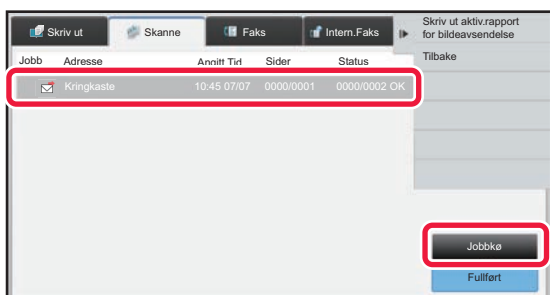 Skriv ut
Skanne
Faks
Intern.Faks
Skriv ut aktiv.rapport
for bildeavsendelse
Tilbake
Jobb Adresse Angitt Tid Sider Status
Kringkaste 10:45 07/07 0000/0001 0000/0002 OK
Jobbkø
Fullført